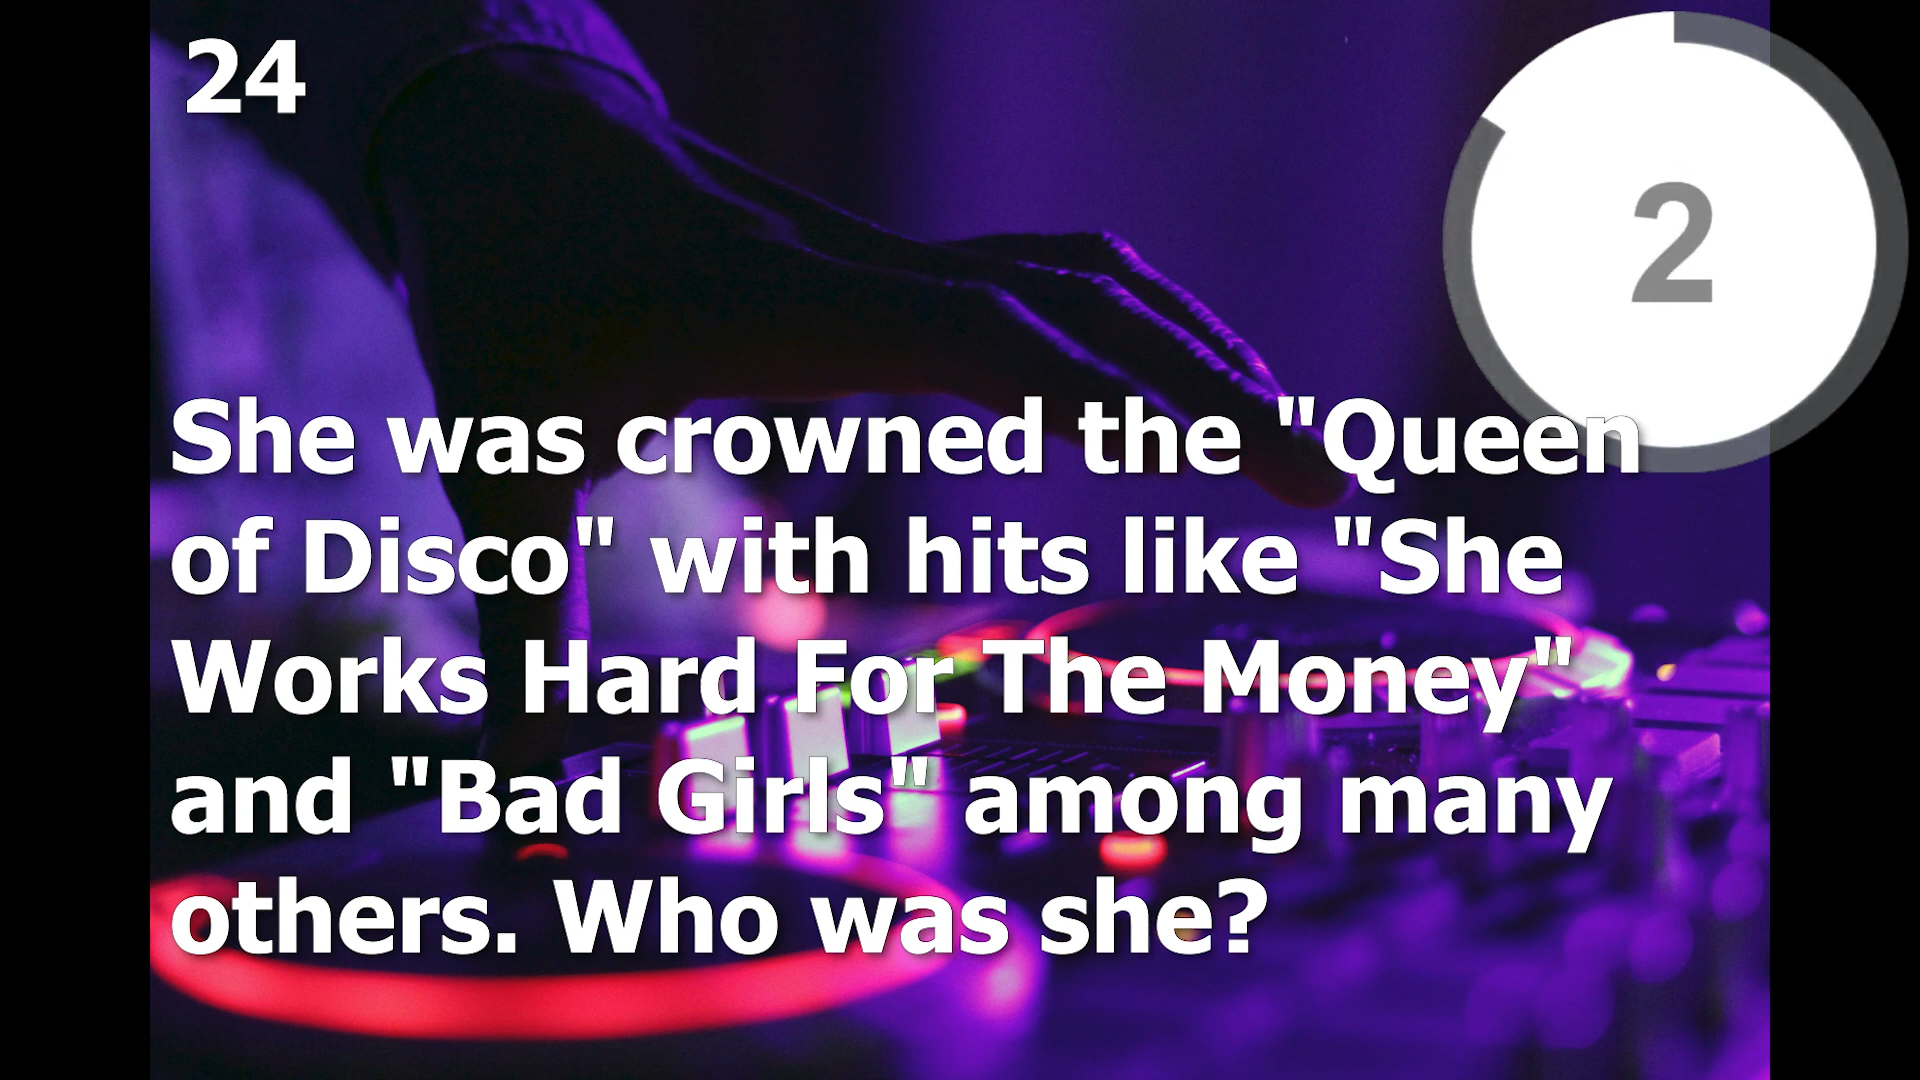 24
2
She was crowned the "Queen
of Disco" with hits like "She
Works Hard For The Money"
and "Bad Girls" among many
others. Who was she?